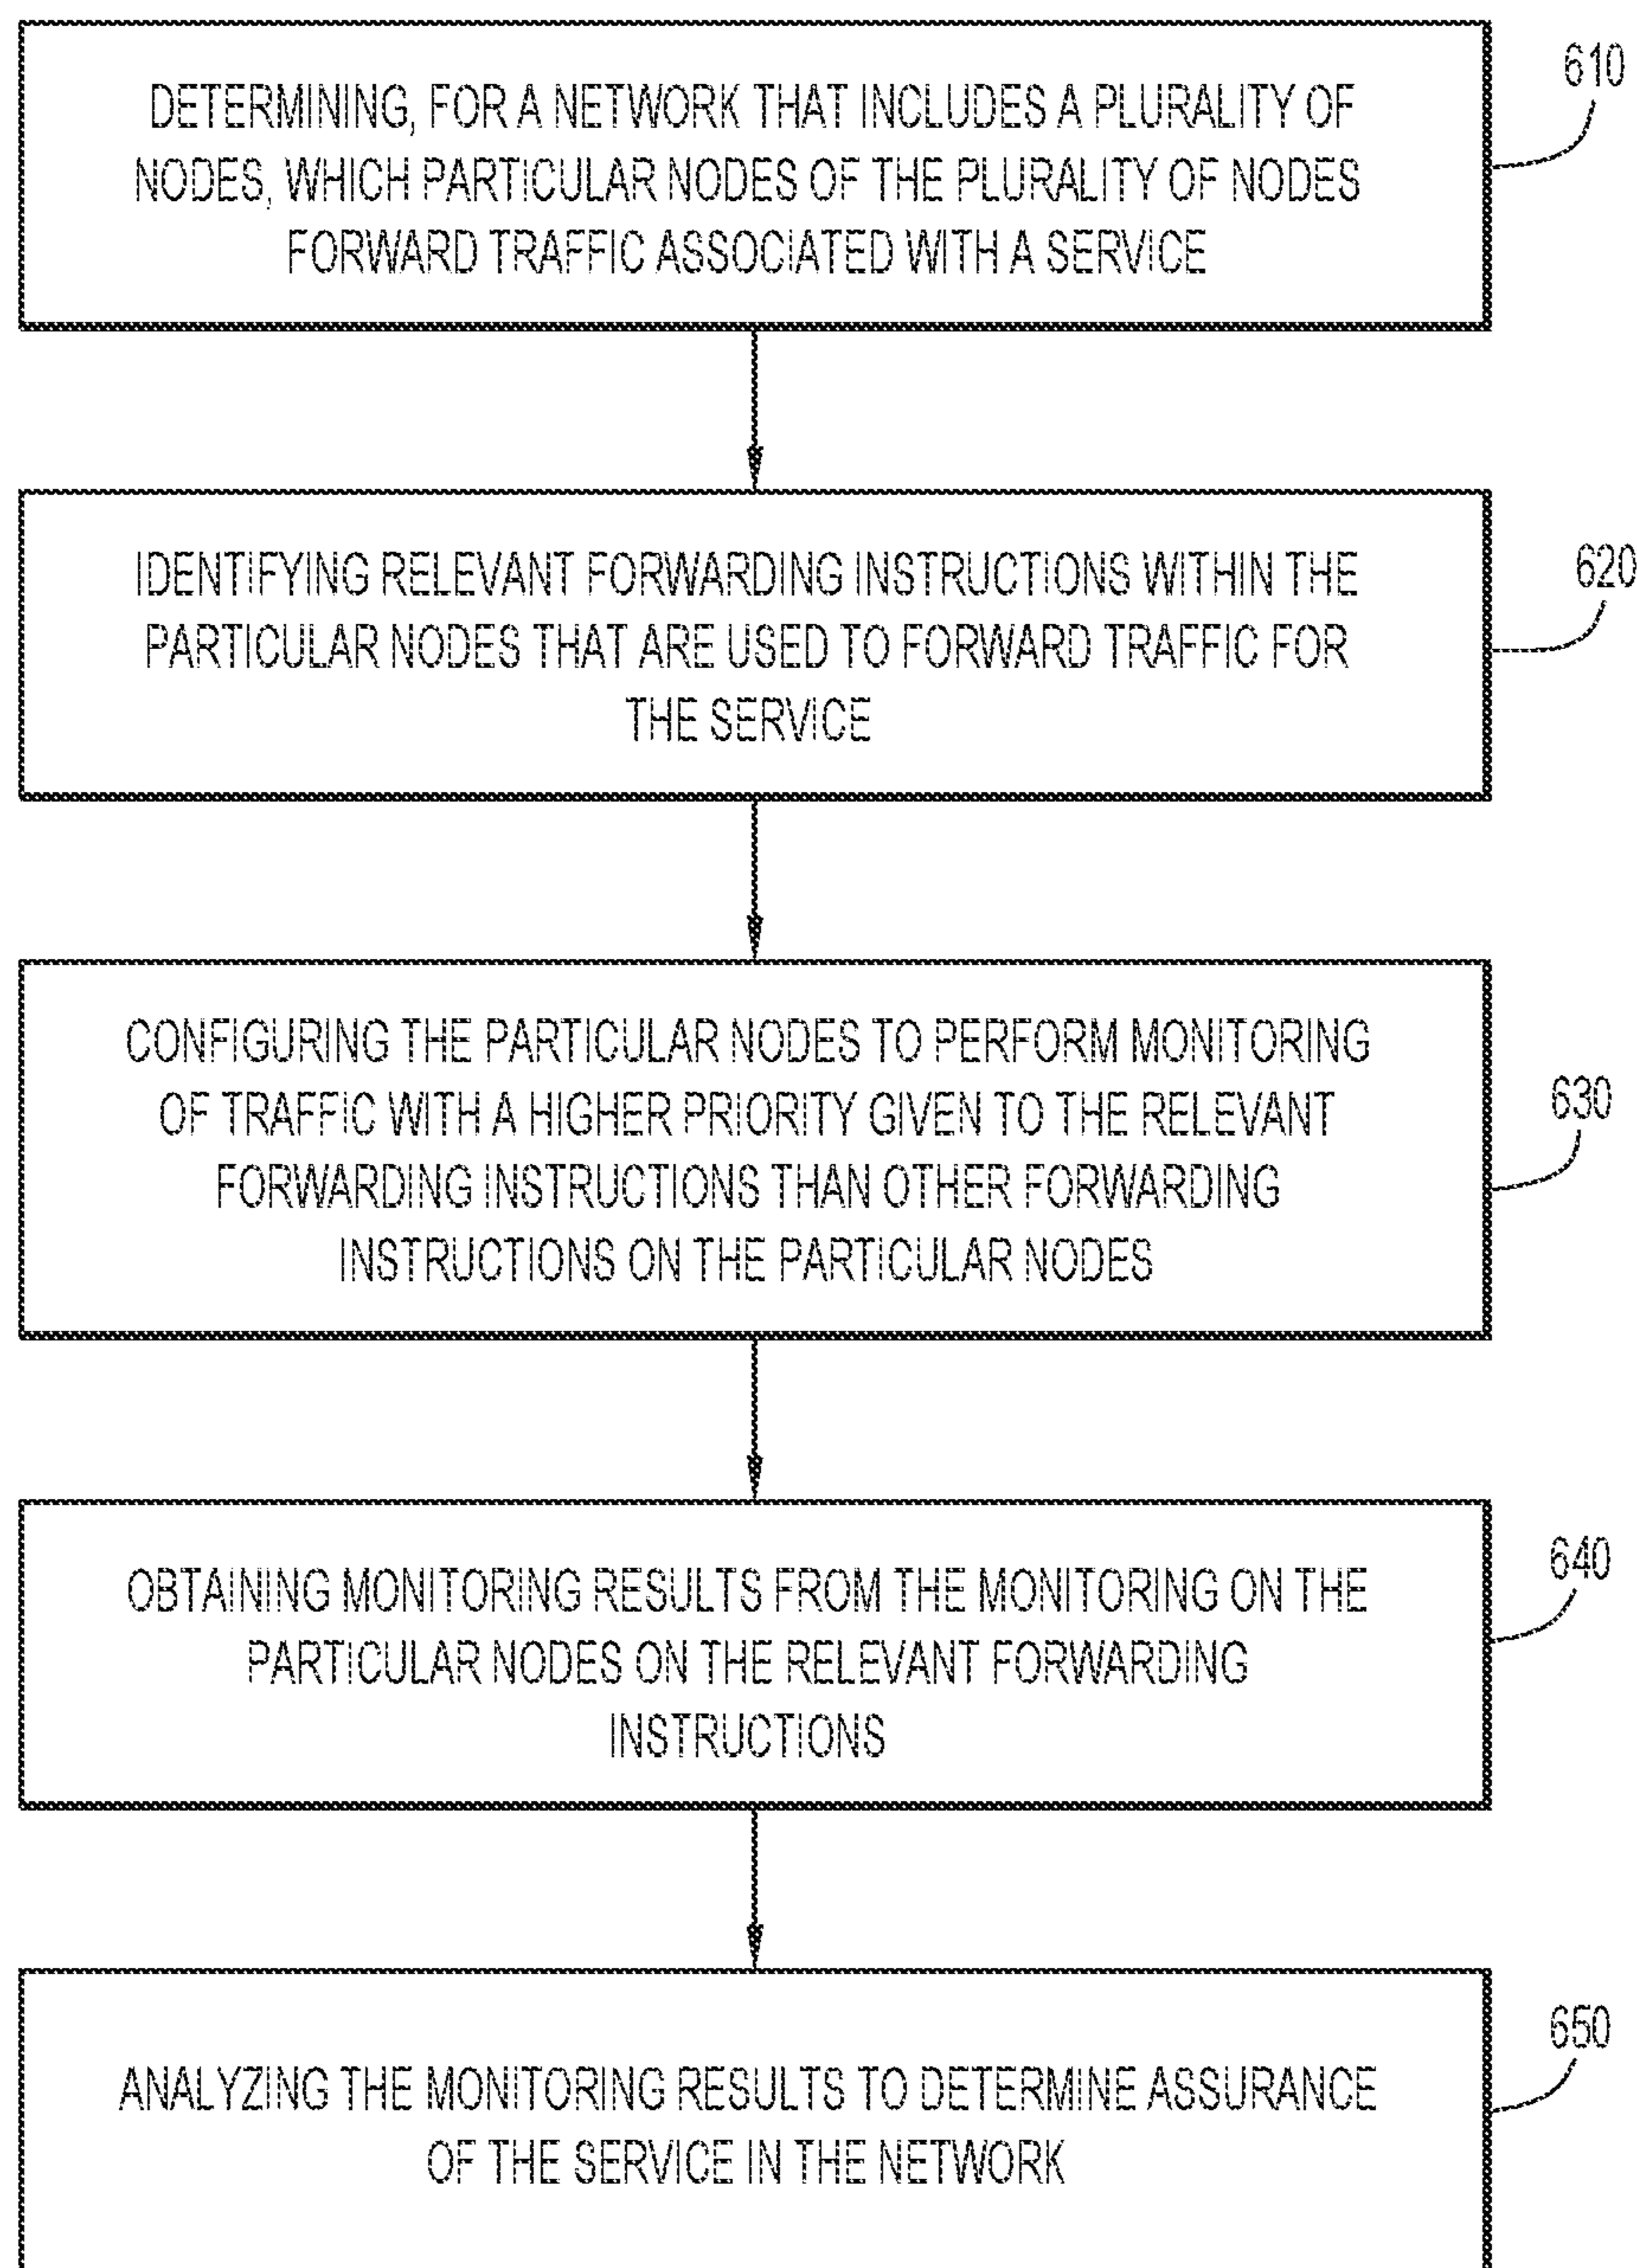 DETERMINING, FOR A NETWORK THAT INCLUDES A PLURALITY OF
NODES, WHICH PARTICULAR NODES OF THE PLURALITY OF NODES
FORWARD TRAFFIC ASSOCIATED WITH A SERVICE
610
IDENTIFYING RELEVANT FORWARDING INSTRUCTIONS WITHIN THE
PARTICULAR NODES THAT ARE USED TO FORWARD TRAFFIC FOR
THE SERVICE
620
CONFIGURING THE PARTICULAR NODES TO PERFORM MONITORING
OF TRAFFIC WITH A HIGHER PRIORITY GIVEN TO THE RELEVANT
FORWARDING INSTRUCTIONS THAN OTHER FORWARDING
INSTRUCTIONS ON THE PARTICULAR NODES
630
OBTAINING MONITORING RESULTS FROM THE MONITORING ON THE
PARTICULAR NODES ON THE RELEVANT FORWARDING
INSTRUCTIONS
640
ANALYZING THE MONITORING RESULTS TO DETERMINE ASSURANCE
OF THE SERVICE IN THE NETWORK
650